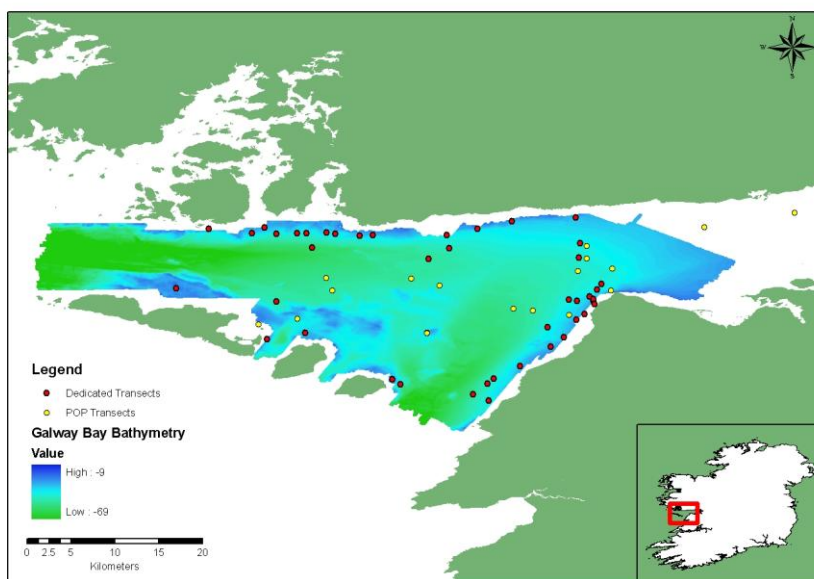 N
W
S
Legend
Dedicated Transects
POP Transects
Galway Bay Bathymetry
Value
High : -9
Low : -69
0 2.5 5 10 15 20
Kilometers